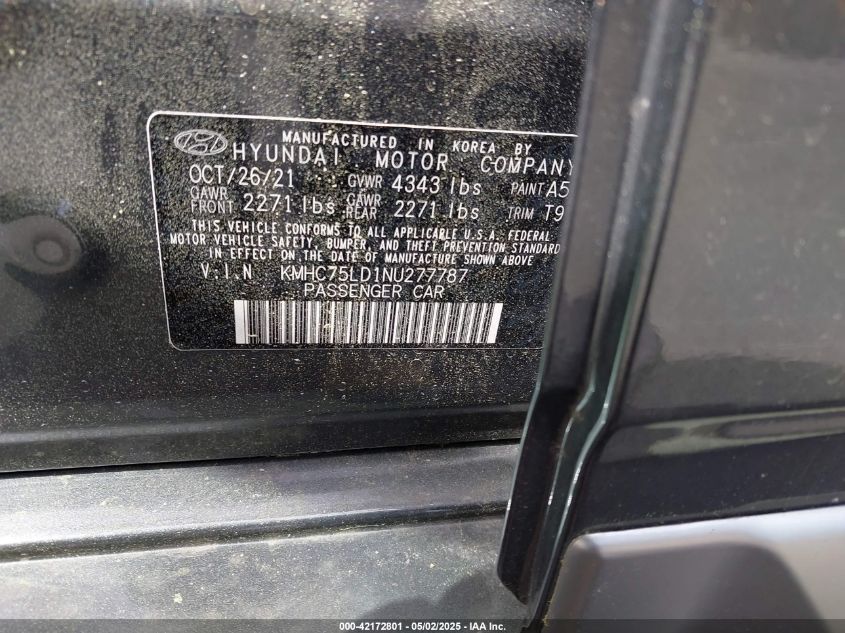 MANUFACTURED IN KOREA BY
HYUNDAI MOTOR COMPANY
OCT/26/21 GVWR 4343 lbs PAINT A5
GAWR FRONT 2271 lbs GAWR REAR 2271 lbs TRIM T9
THIS VEHICLE CONFORMS TO ALL APPLICABLE U.S.A. FEDERAL
MOTOR VEHICLE SAFETY, BUMPER, AND THEFT PREVENTION STANDARD
IN EFFECT ON THE DATE OF MANUFACTURE SHOWN ABOVE
V.I.N KMHC75LD1NU277787
PASSENGER CAR
000-42172801 - 05/02/2025 - IAA Inc.